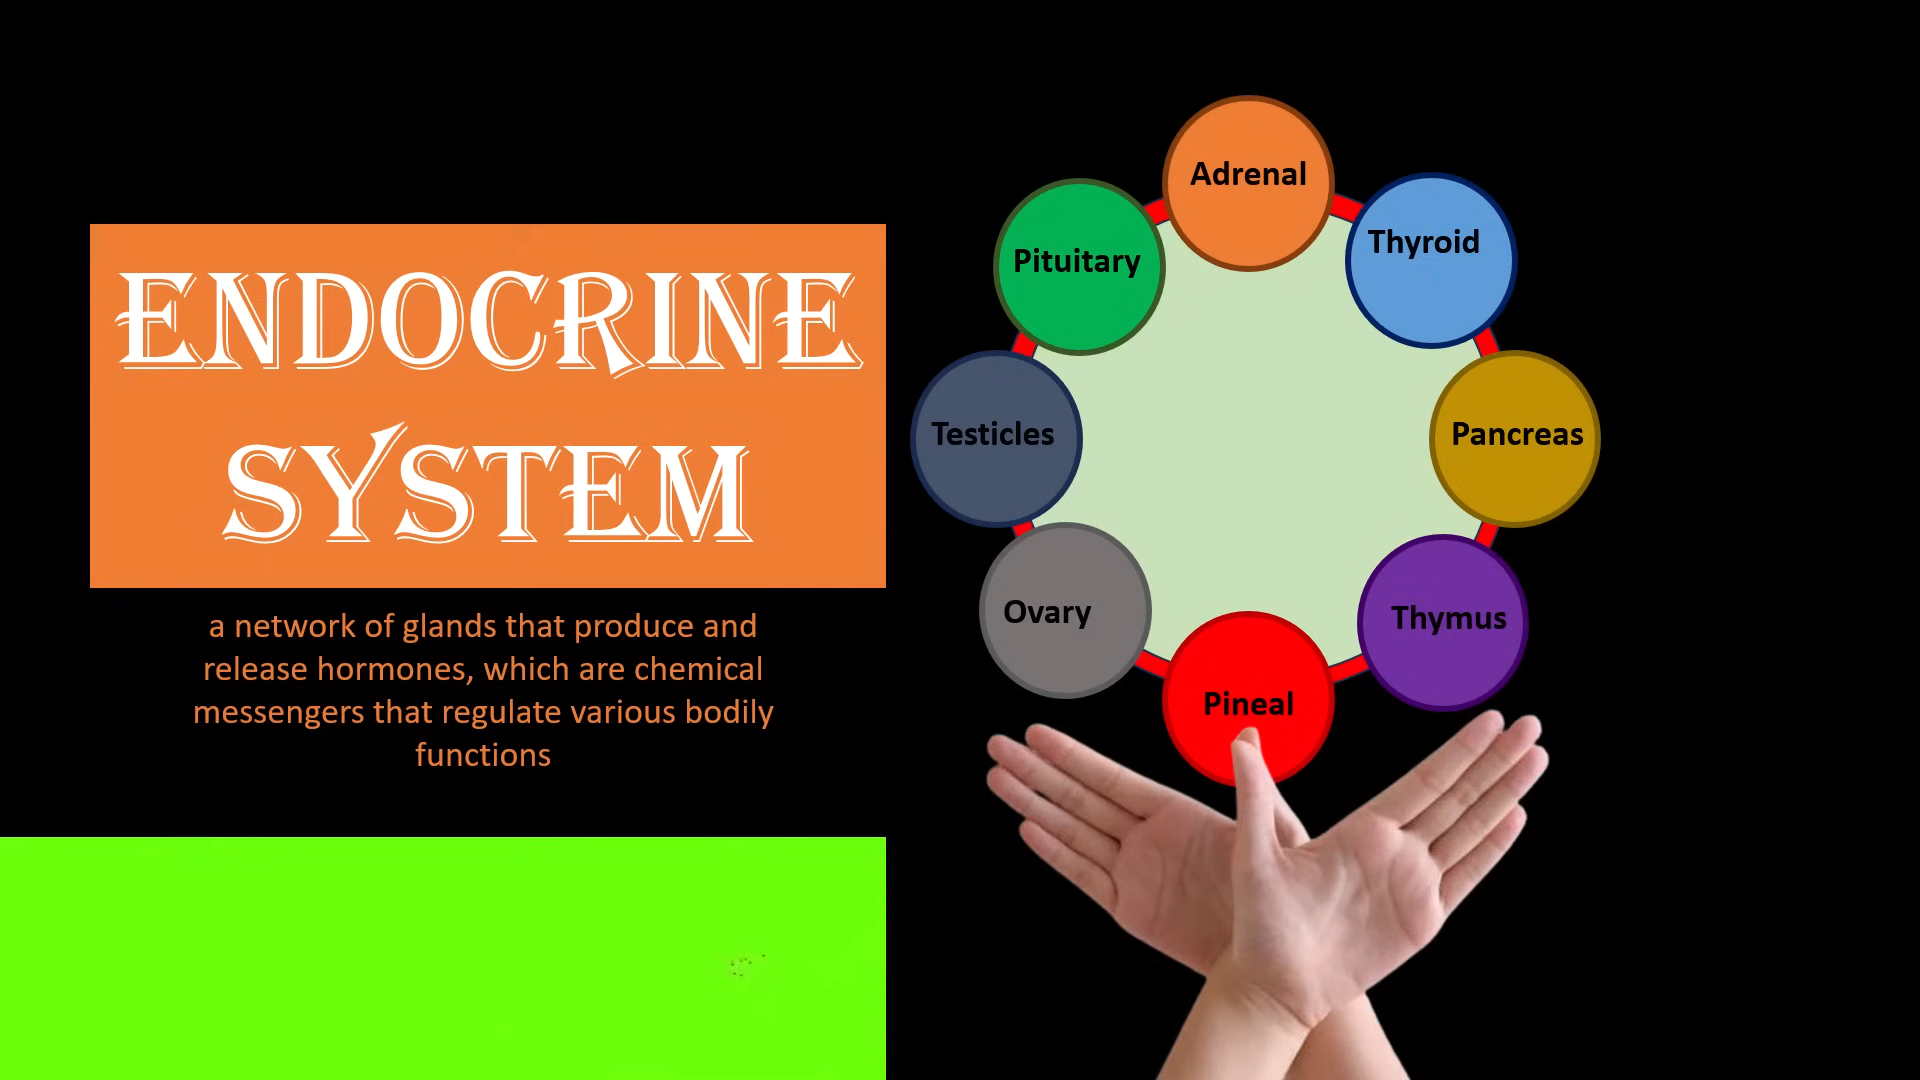 ENDOCRINE
SYSTEM
a network of glands that produce and
release hormones, which are chemical
messengers that regulate various bodily
functions
Adrenal
Thyroid
Pituitary
Testicles
Pancreas
Ovary
Thymus
Pineal